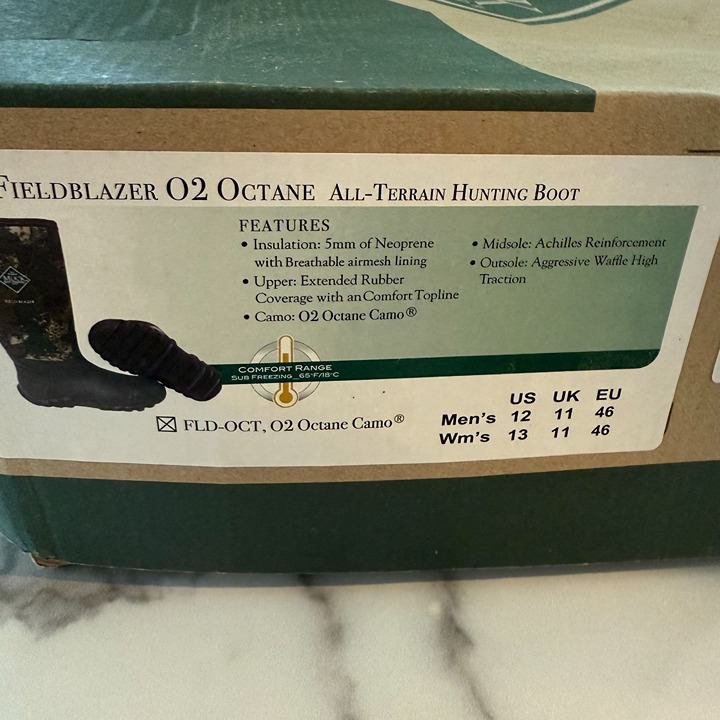 FIELDBLAZER O2 OCTANE ALL-TERRAIN HUNTING BOOT
FEATURES
• Insulation: 5mm of Neoprene
with Breathable airmesh lining
• Upper: Extended Rubber
Coverage with an Comfort Topline
• Camo: O2 Octane Camo®
• Midsole: Achilles Reinforcement
• Outsole: Aggressive Waffle High
Traction
COMFORT RANGE
SUB FREEZING_65°F/18°C
☒ FLD-OCT, O2 Octane Camo®
US UK EU
Men's 12 11 46
Wm's 13 11 46